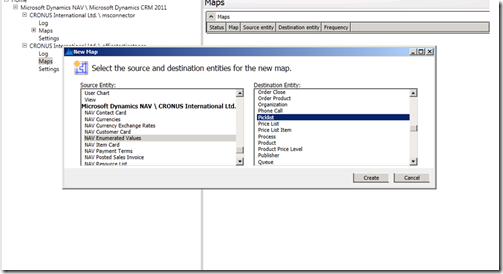 Microsoft Dynamics NAV \ Microsoft Dynamics CRM 2011
CRONUS International Ltd. \ msconnector
Log
Maps
Settings
CRONUS International Ltd. \
Log
Maps
Settings
Maps
Maps
Status Map Source entity Destination entity Frequency
New Map
Select the source and destination entities for the new map.
Source Entity:
User Chart
View
Microsoft Dynamics NAV \ CRONUS International Ltd.
NAV Contact Card
NAV Currencies
NAV Currency Exchange Rates
NAV Customer Card
NAV Enumerated Values
NAV Item Card
NAV Payment Terms
NAV Posted Sales Invoice
NAV Resource List
Destination Entity:
Order Close
Order Product
Organization
Phone Call
Picklist
Price List
Price List Item
Process
Product
Product Price Level
Publisher
Queue
Create
Cancel